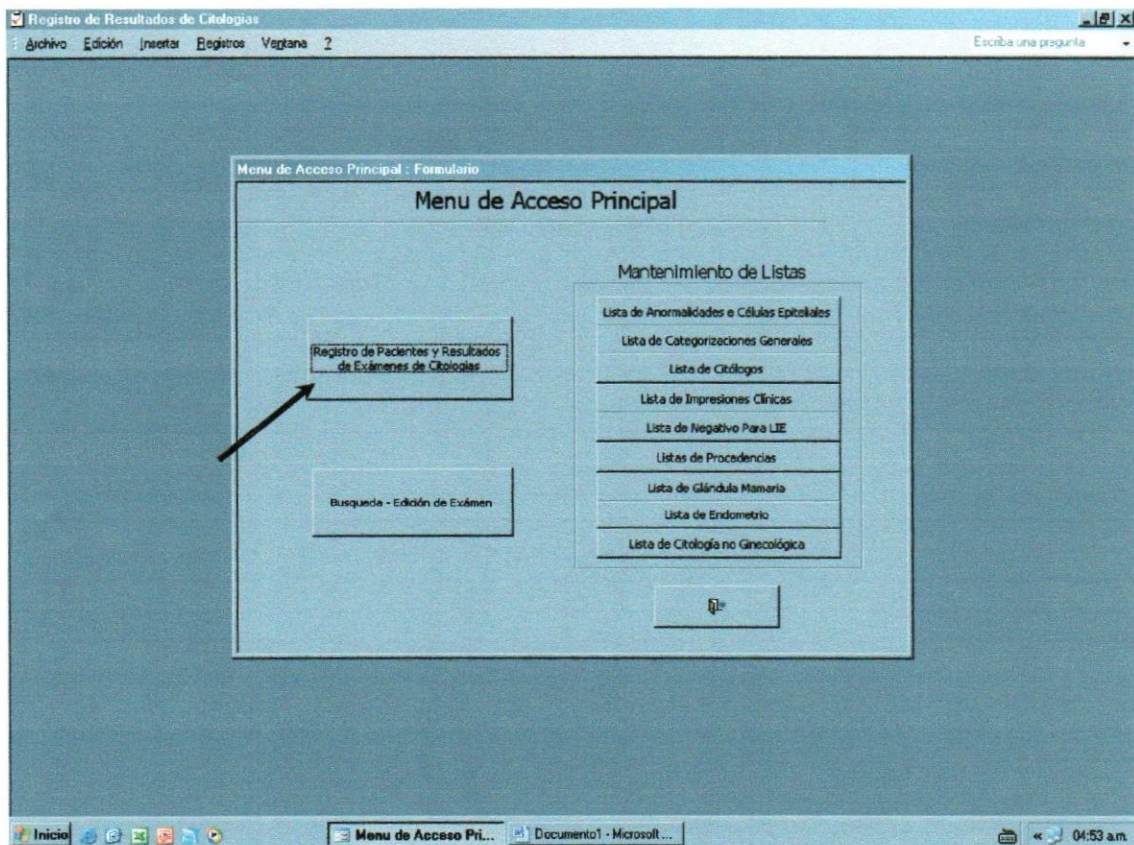 Registro de Resultados de Citologias
Archivo Edición Insertar Registros Ventana ?
Escriba una pregunta
Menu de Acceso Principal : Formulario
Menu de Acceso Principal
Mantenimiento de Listas
Registro de Pacientes y Resultados
de Exámenes de Citologias
Busqueda - Edición de Exámen
Lista de Anormalidades e Células Epiteliales
Lista de Categorizaciones Generales
Lista de Citólogos
Lista de Impresiones Clínicas
Lista de Negativo Para LIE
Listas de Procedencias
Lista de Glándula Mamaria
Lista de Endometrio
Lista de Citología no Ginecológica
Inicio
Menu de Acceso Pri...
Documento1 - Microsoft ...
« 04:53 a.m.